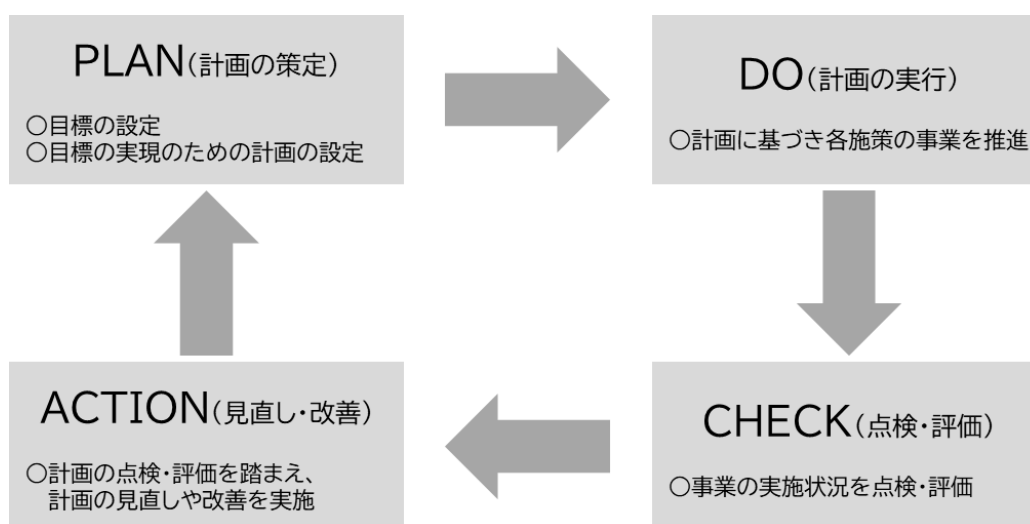 PLAN(計画の策定)
○目標の設定
○目標の実現のための計画の設定
DO(計画の実行)
○計画に基づき各施策の事業を推進
ACTION(見直し・改善)
○計画の点検・評価を踏まえ、
計画の見直しや改善を実施
CHECK(点検・評価)
○事業の実施状況を点検・評価